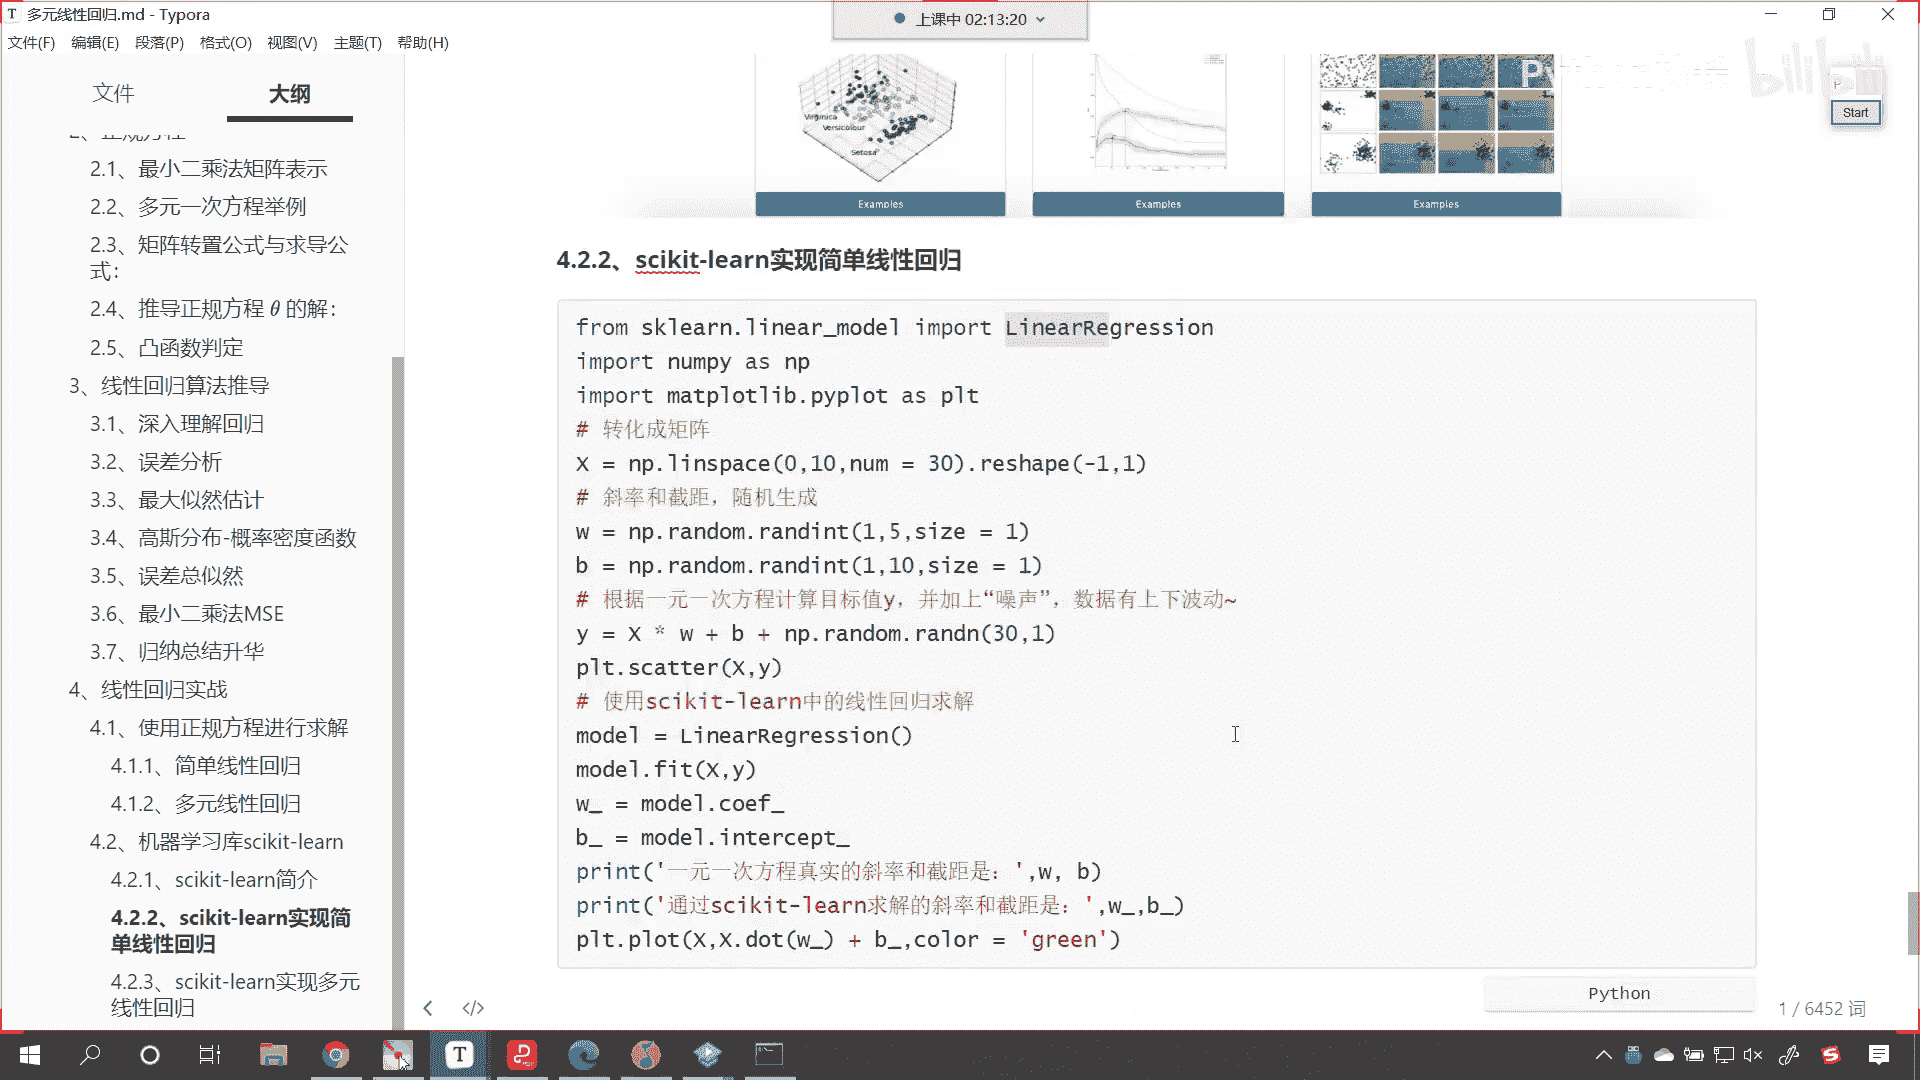 多元线性回归.md - Typora
上课中 02:13:20
文件(F) 编辑(E) 段落(P) 格式(O) 视图(V) 主题(T) 帮助(H)
文件 大纲
2、正规方程
2.1、最小二乘法矩阵表示
2.2、多元一次方程举例
2.3、矩阵转置公式与求导公
式：
2.4、推导正规方程 θ 的解：
2.5、凸函数判定
3、线性回归算法推导
3.1、深入理解回归
3.2、误差分析
3.3、最大似然估计
3.4、高斯分布-概率密度函数
3.5、误差总似然
3.6、最小二乘法MSE
3.7、归纳总结升华
4、线性回归实战
4.1、使用正规方程进行求解
4.1.1、简单线性回归
4.1.2、多元线性回归
4.2、机器学习库scikit-learn
4.2.1、scikit-learn简介
4.2.2、scikit-learn实现简
单线性回归
4.2.3、scikit-learn实现多元
线性回归
Virginica
Versicolour
Setosa
Examples
Examples
Examples
bilibili
Start
4.2.2、scikit-learn实现简单线性回归
from sklearn.linear_model import LinearRegression
import numpy as np
import matplotlib.pyplot as plt
# 转化成矩阵
X = np.linspace(0,10,num = 30).reshape(-1,1)
# 斜率和截距，随机生成
w = np.random.randint(1,5,size = 1)
b = np.random.randint(1,10,size = 1)
# 根据一元一次方程计算目标值y，并加上“噪声”，数据有上下波动~
y = X * w + b + np.random.randn(30,1)
plt.scatter(X,y)
# 使用scikit-learn中的线性回归求解
model = LinearRegression()
model.fit(X,y)
w_ = model.coef_
b_ = model.intercept_
print('一元一次方程真实的斜率和截距是：',w, b)
print('通过scikit-learn求解的斜率和截距是：',w_,b_)
plt.plot(X,X.dot(w_) + b_,color = 'green')
Python
1 / 6452 词